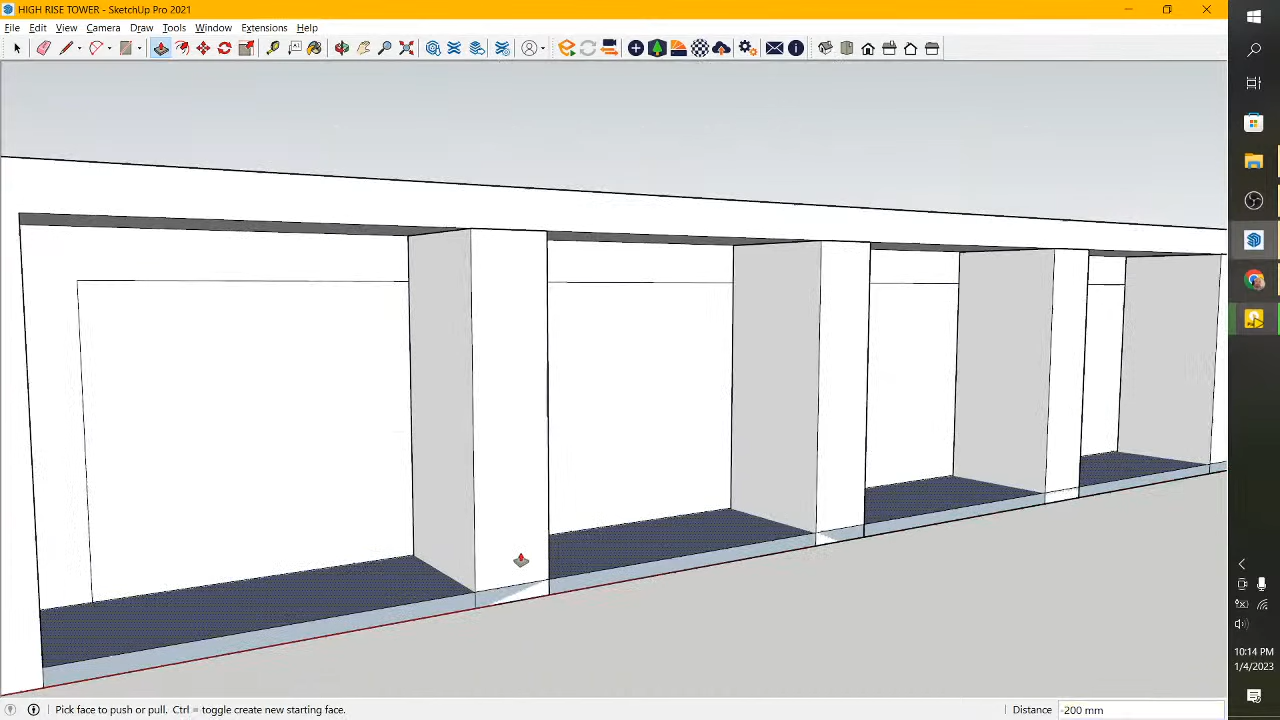 HIGH RISE TOWER - SketchUp Pro 2021
File Edit View Camera Draw Tools Window Extensions Help
Pick face to push or pull. Ctrl = toggle create new starting face.
Distance -200 mm
10:14 PM
1/4/2023